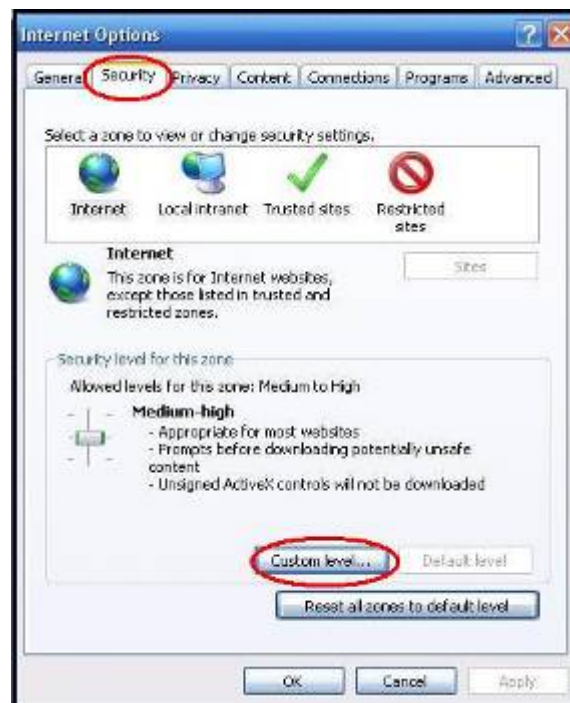 Internet Options
General Security Privacy Content Connections Programs Advanced
Select a zone to view or change security settings.
Internet Local intranet Trusted sites Restricted
sites
Internet
Sites
This zone is for Internet websites,
except those listed in trusted and
restricted zones.
Security level for this zone
Allowed levels for this zone: Medium to High
Medium-high
- Appropriate for most websites
- Prompts before downloading potentially unsafe
content
- Unsigned ActiveX controls will not be downloaded
Custom level... Default level
Reset all zones to default level
OK Cancel Apply